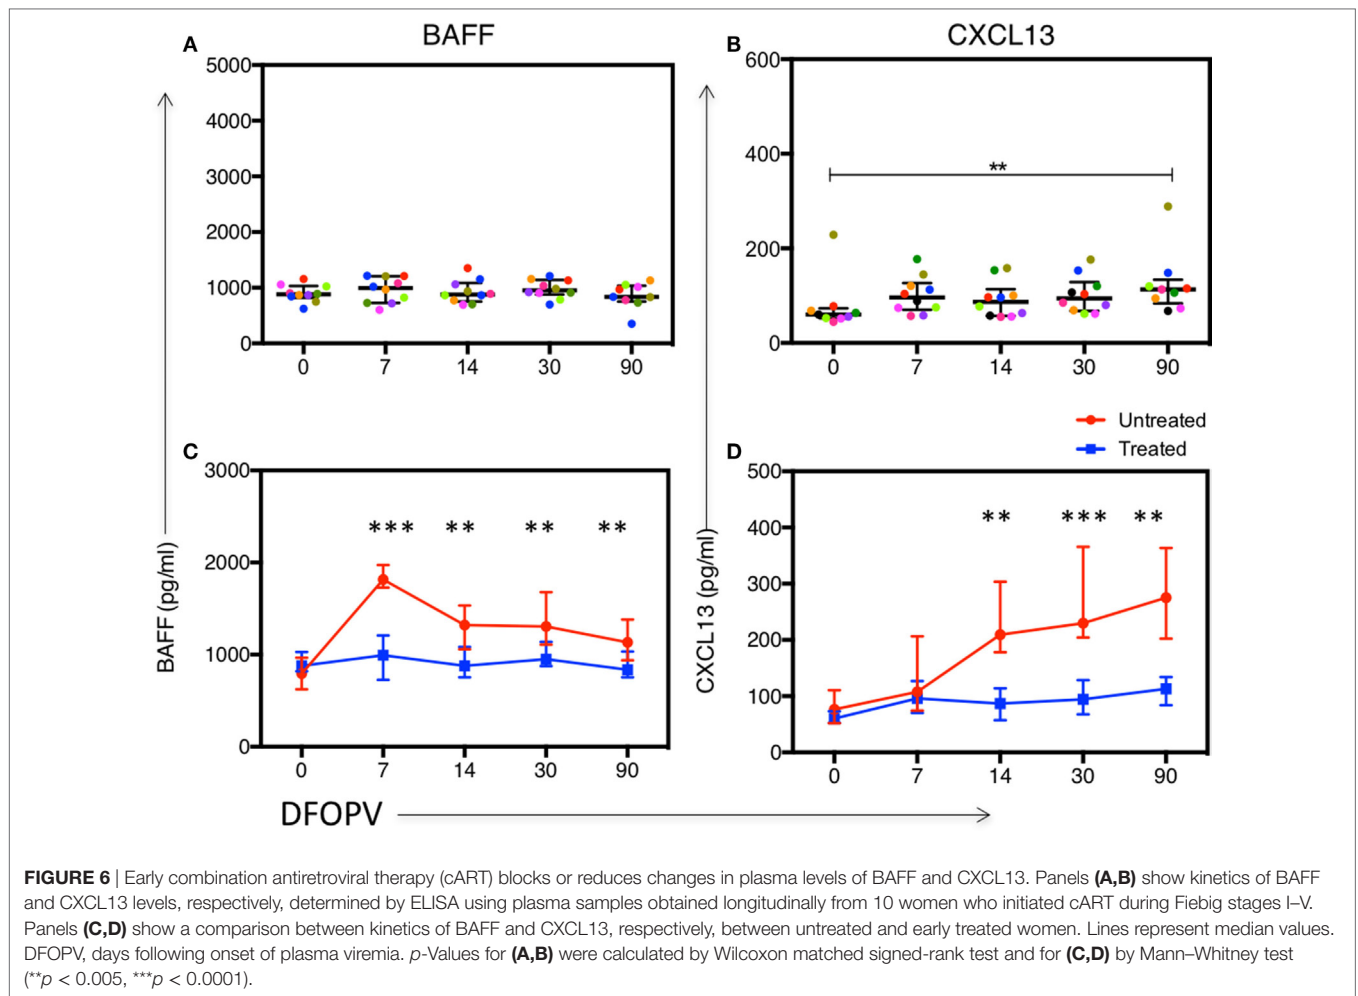 A
BAFF
5000
4000
3000
2000
1000
0
0 7 14 30 90
B
CXCL13
600
400
200
0
**
0 7 14 30 90
Untreated
Treated
C
3000
2000
1000
0
*** ** ** **
0 7 14 30 90
BAFF (pg/ml)
D
500
400
300
200
100
0
** *** **
0 7 14 30 90
CXCL13 (pg/ml)
DFOPV
FIGURE 6 | Early combination antiretroviral therapy (cART) blocks or reduces changes in plasma levels of BAFF and CXCL13. Panels (A,B) show kinetics of BAFF
and CXCL13 levels, respectively, determined by ELISA using plasma samples obtained longitudinally from 10 women who initiated cART during Fiebig stages I–V.
Panels (C,D) show a comparison between kinetics of BAFF and CXCL13, respectively, between untreated and early treated women. Lines represent median values.
DFOPV, days following onset of plasma viremia. p-Values for (A,B) were calculated by Wilcoxon matched signed-rank test and for (C,D) by Mann–Whitney test
(**p < 0.005, ***p < 0.0001).